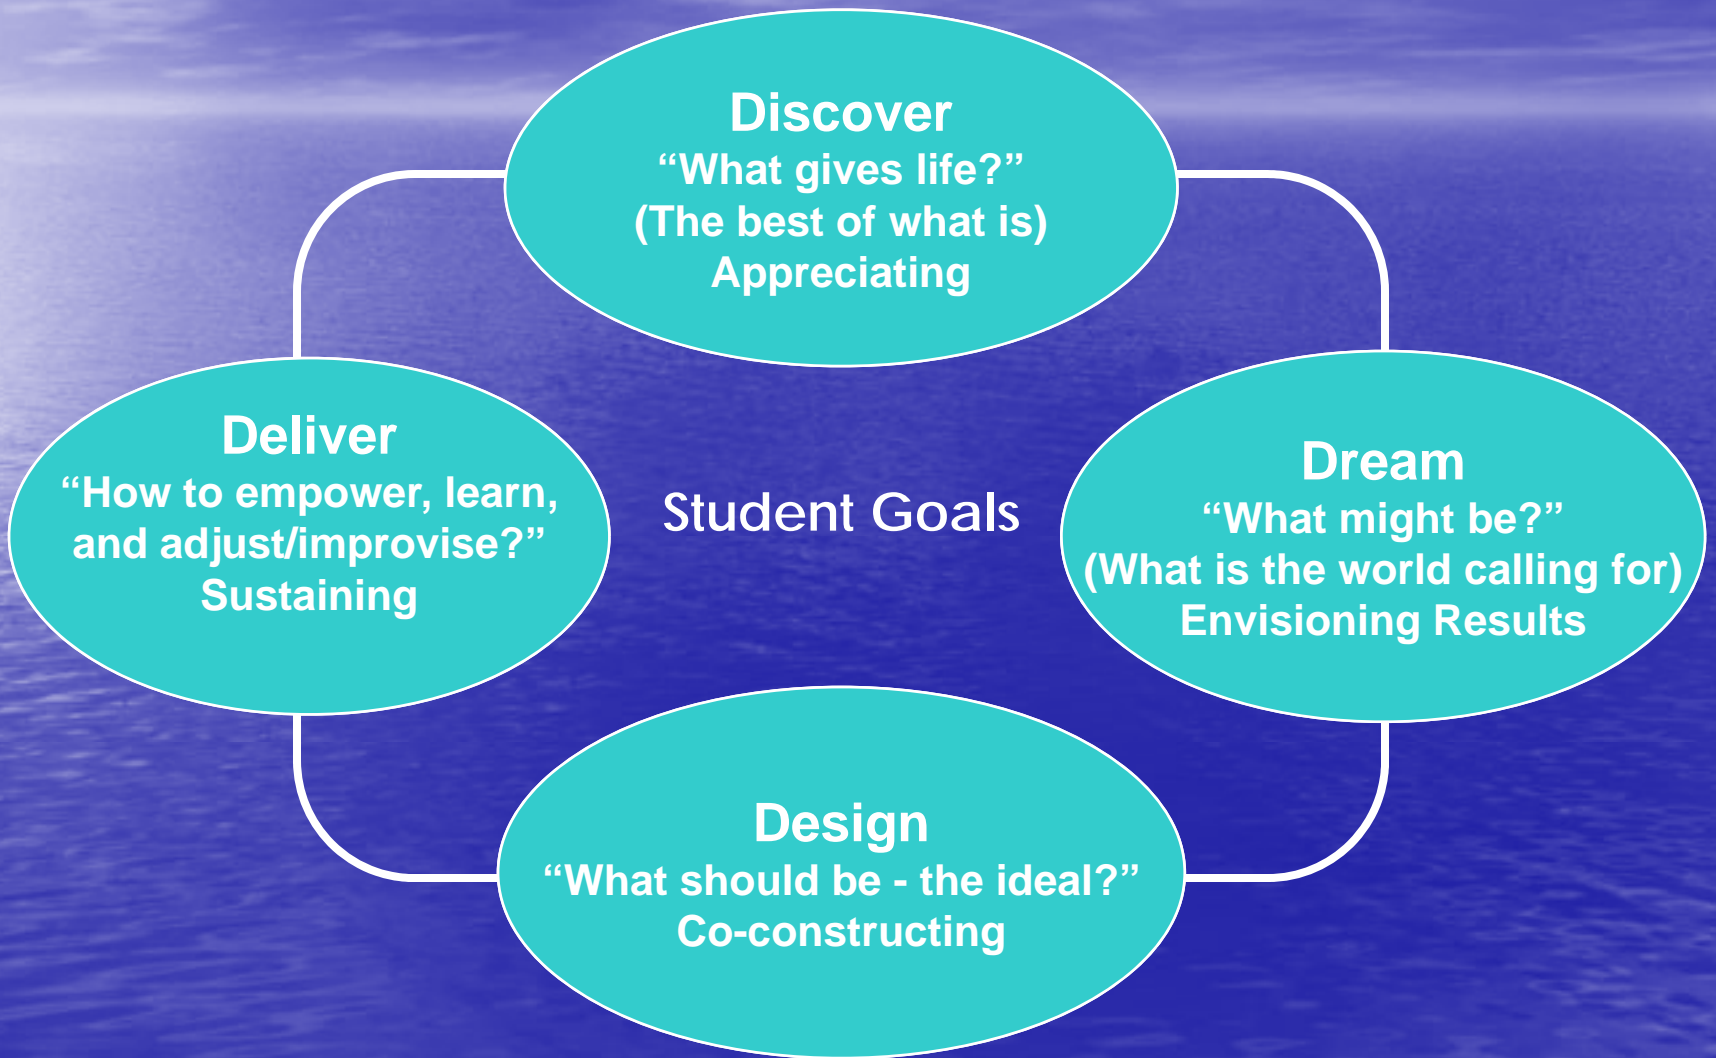 Discover
“What gives life?”
(The best of what is)
Appreciating
Deliver
“How to empower, learn,
and adjust/improvise?”
Sustaining
Student Goals
Dream
“What might be?”
(What is the world calling for)
Envisioning Results
Design
“What should be - the ideal?”
Co-constructing